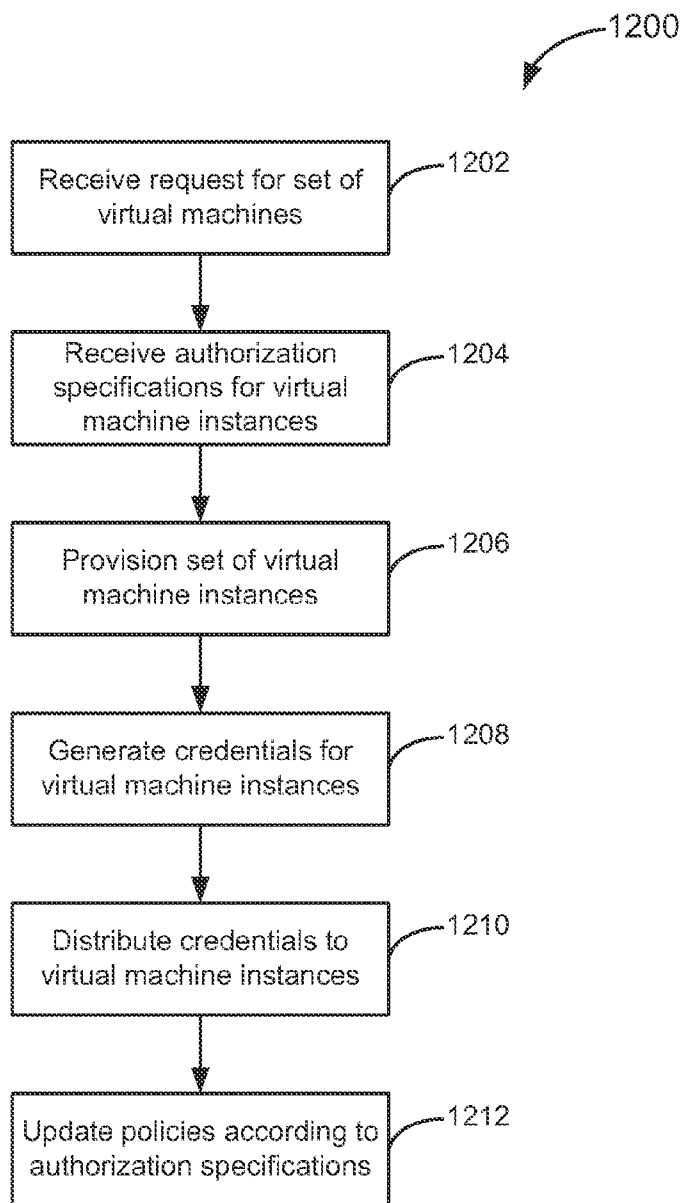 1200
Receive request for set of
virtual machines
1202
Receive authorization
specifications for virtual
machine instances
1204
Provision set of virtual
machine instances
1206
Generate credentials for
virtual machine instances
1208
Distribute credentials to
virtual machine instances
1210
Update policies according to
authorization specifications
1212